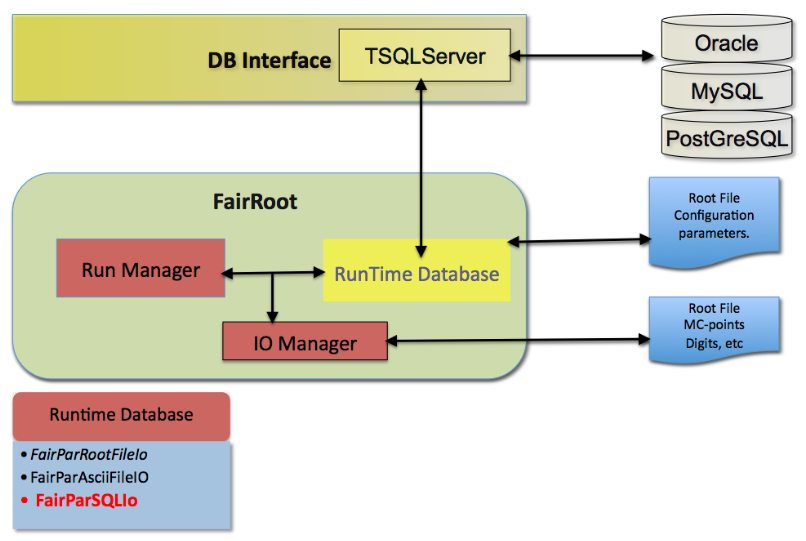 DB Interface
TSQLServer
Oracle
MySQL
PostGreSQL
FairRoot
Run Manager
RunTime Database
IO Manager
Root File
Configuration
parameters.
Root File
MC-points
Digits, etc
Runtime Database
• FairParRootFileIo
• FairParAsciiFileIO
• FairParSQLIo